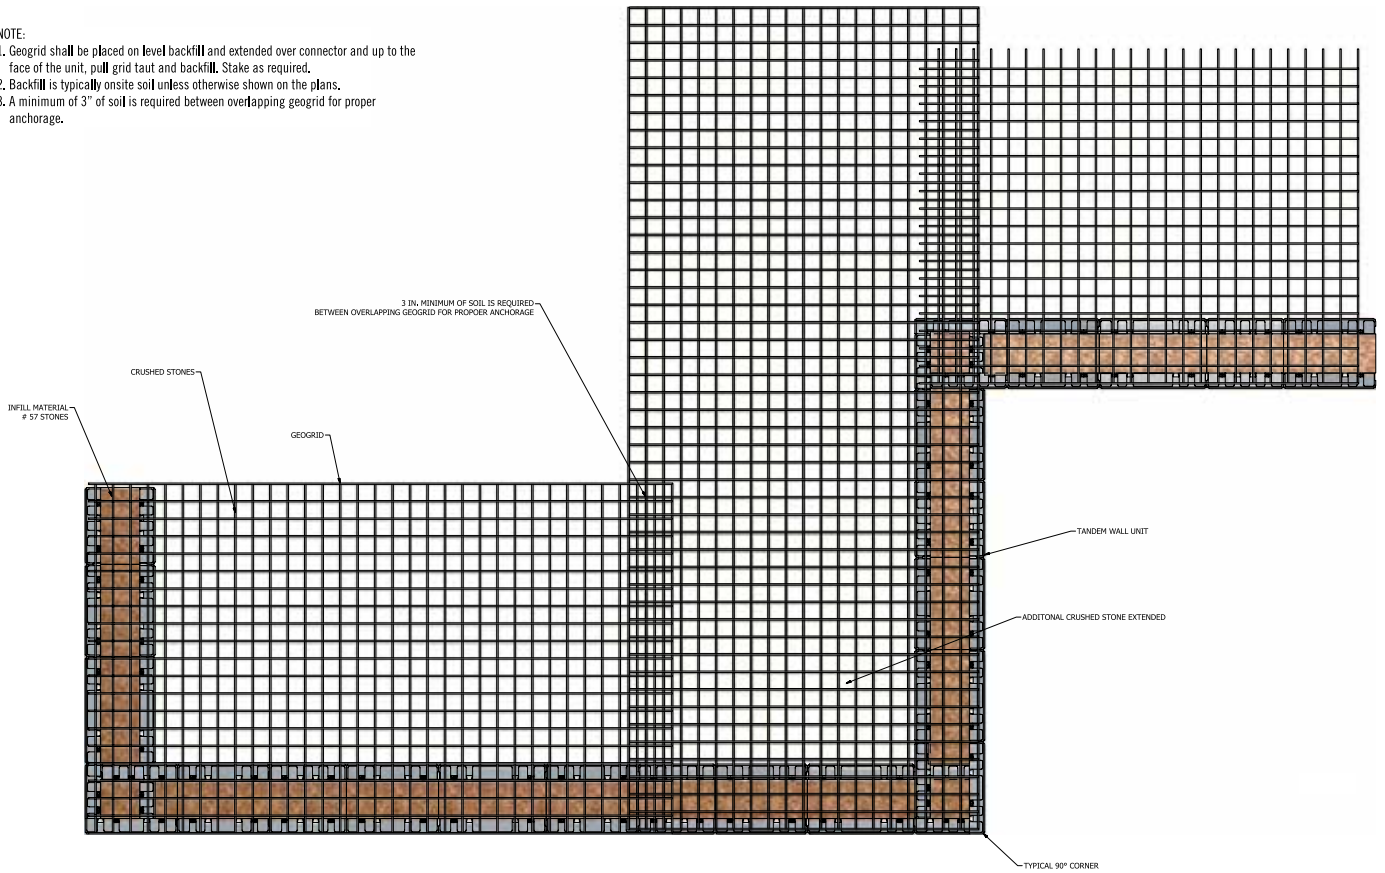 NOTE:
1. Geogrid shall be placed on level backfill and extended over connector and up to the
face of the unit, pull grid taut and backfill. Stake as required.
2. Backfill is typically onsite soil unless otherwise shown on the plans.
3. A minimum of 3” of soil is required between overlapping geogrid for proper
anchorage.
3 IN. MINIMUM OF SOIL IS REQUIRED
BETWEEN OVERLAPPING GEOGRID FOR PROPOER ANCHORAGE
CRUSHED STONES
INFILL MATERIAL
# 57 STONES
GEOGRID
TANDEM WALL UNIT
ADDITONAL CRUSHED STONE EXTENDED
TYPICAL 90° CORNER